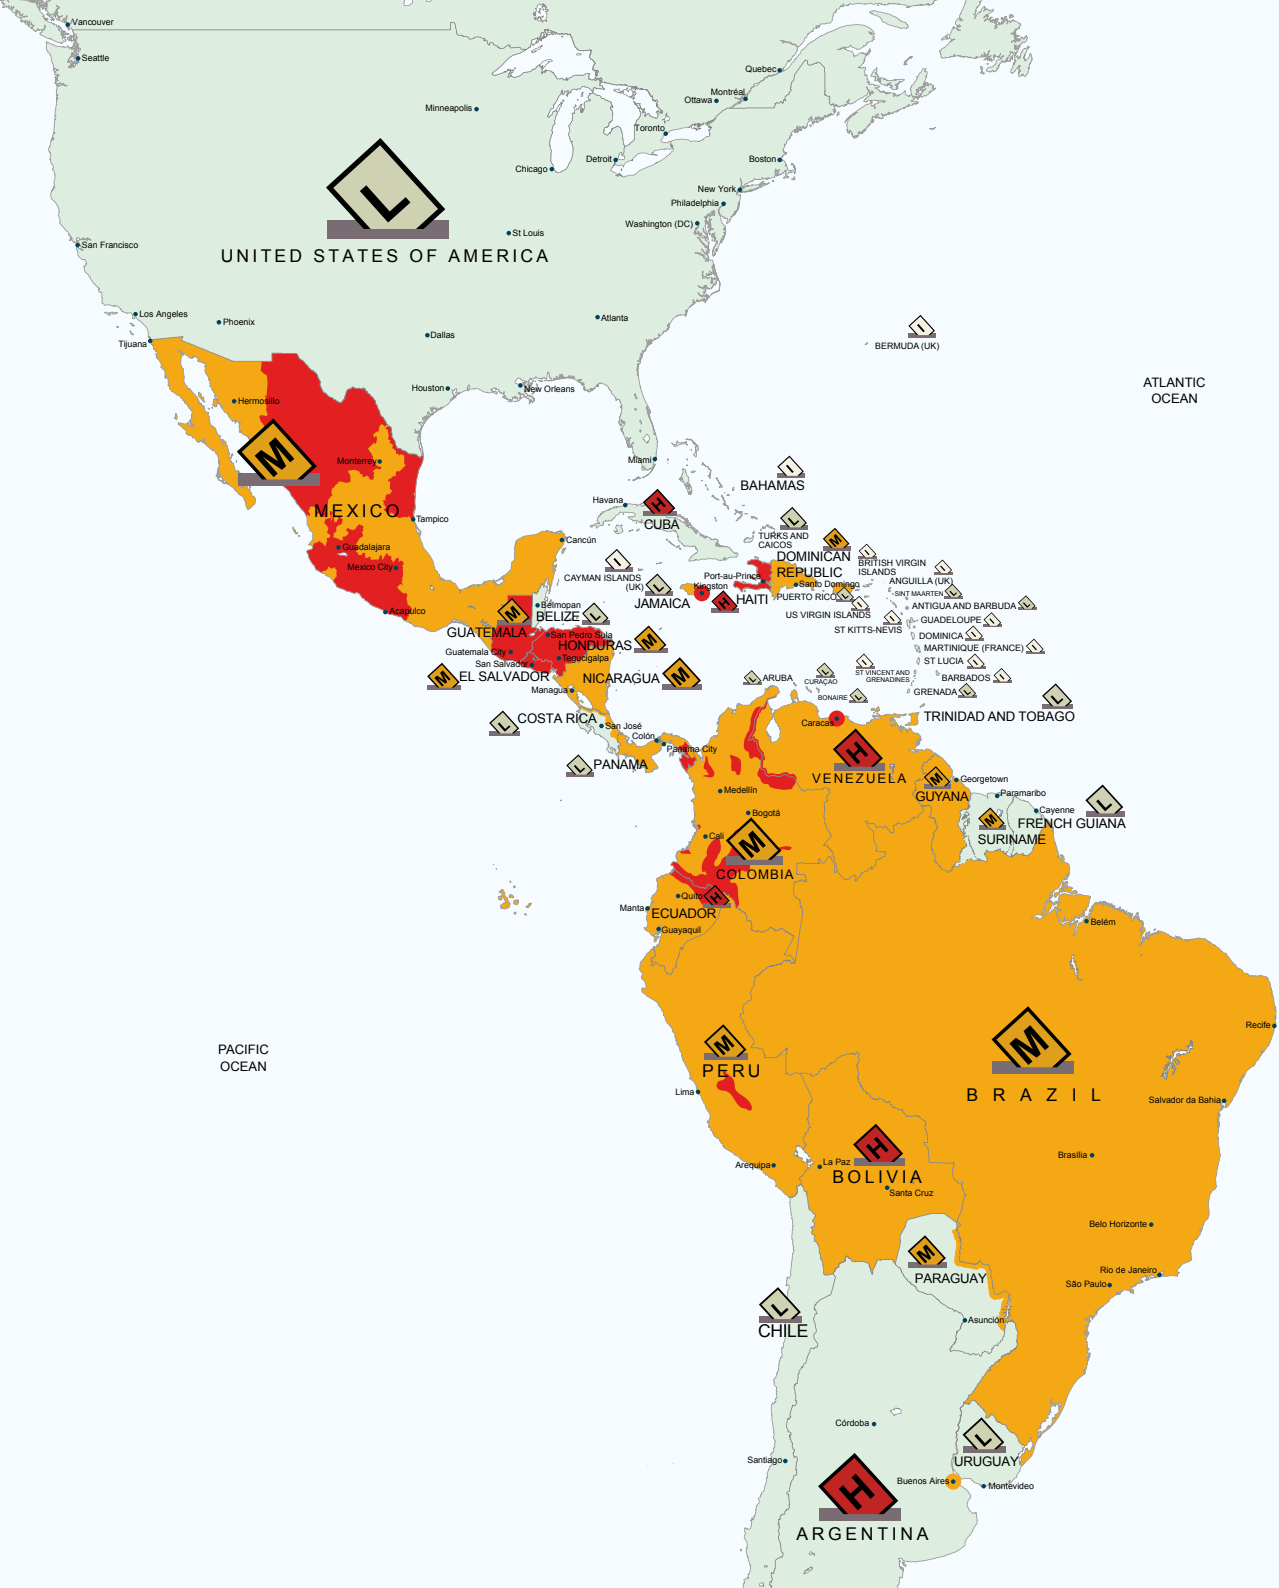 Vancouver
Seattle
Quebec
Montréal
Ottawa
Minneapolis
Toronto
Detroit
Boston
Chicago
New York
Philadelphia
L
Washington (DC)
St Louis
San Francisco
UNITED STATES OF AMERICA
Los Angeles
Phoenix
Atlanta
I
Dallas
Tijuana
BERMUDA (UK)
ATLANTIC
OCEAN
Houston
New Orleans
Hermosillo
M
Monterrey
Miami
I
BAHAMAS
Havana
H
CUBA
MEXICO
Tampico
L
TURKS AND
CAICOS
Cancún
M
DOMINICAN
REPUBLIC
Guadalajara
Mexico City
I
CAYMAN ISLANDS
(UK)
I
BRITISH VIRGIN
ISLANDS
I
ANGUILLA (UK)
Port-au-Prince
Kingston
L
JAMAICA
H
HAITI
Santo Domingo
PUERTO RICO
L
I
US VIRGIN ISLANDS
SINT MAARTEN
L
ANTIGUA AND BARBUDA
L
Acapulco
M
GUATEMALA
Belmopan
BELIZE
L
I
ST KITTS-NEVIS
GUADELOUPE
I
DOMINICA
I
San Pedro Sula
HONDURAS
M
MARTINIQUE (FRANCE)
I
Guatemala City
Tegucigalpa
San Salvador
M
EL SALVADOR
NICARAGUA
M
ST LUCIA
I
L
ARUBA
L
CURAÇAO
I
ST VINCENT AND
GRENADINES
BARBADOS
I
Managua
BONAIRE
L
GRENADA
L
L
TRINIDAD AND TOBAGO
L
COSTA RICA
San José
Colón
Panama City
Caracas
L
PANAMA
H
VENEZUELA
M
GUYANA
Georgetown
Medellín
Paramaribo
Cayenne
L
FRENCH GUIANA
Bogotá
M
SURINAME
Cali
M
COLOMBIA
Quito
H
Manta
ECUADOR
Guayaquil
Belém
Recife
PACIFIC
OCEAN
M
PERU
M
BRAZIL
Lima
Salvador da Bahia
H
Arequipa
La Paz
BOLIVIA
Santa Cruz
Brasília
Belo Horizonte
M
PARAGUAY
Rio de Janeiro
São Paulo
L
CHILE
Asunción
Córdoba
L
URUGUAY
Santiago
Buenos Aires
Montevideo
H
ARGENTINA